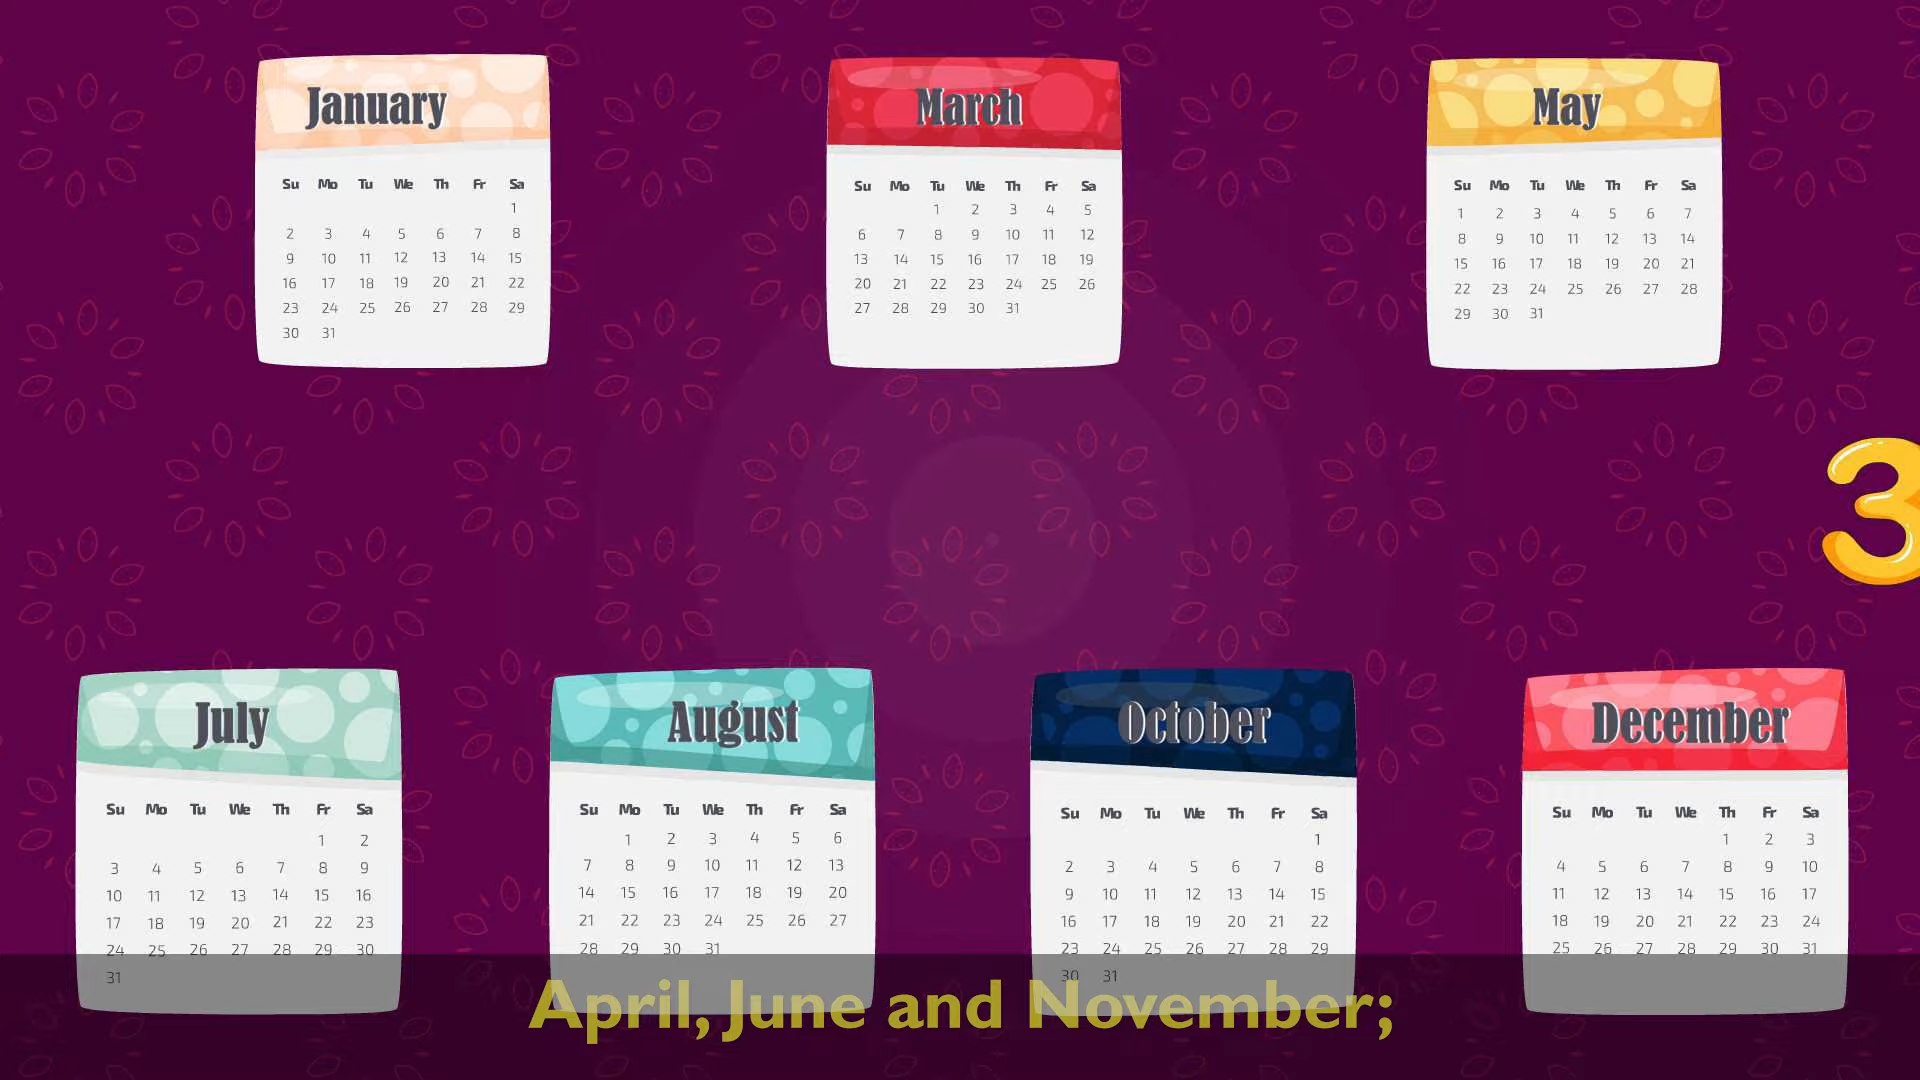 January
Su Mo Tu We Th Fr Sa
1
2 3 4 5 6 7 8
9 10 11 12 13 14 15
16 17 18 19 20 21 22
23 24 25 26 27 28 29
30 31
March
Su Mo Tu We Th Fr Sa
1 2 3 4 5
6 7 8 9 10 11 12
13 14 15 16 17 18 19
20 21 22 23 24 25 26
27 28 29 30 31
May
Su Mo Tu We Th Fr Sa
1 2 3 4 5 6 7
8 9 10 11 12 13 14
15 16 17 18 19 20 21
22 23 24 25 26 27 28
29 30 31
3
July
Su Mo Tu We Th Fr Sa
1 2
3 4 5 6 7 8 9
10 11 12 13 14 15 16
17 18 19 20 21 22 23
24 25 26 27 28 29 30
31
August
Su Mo Tu We Th Fr Sa
1 2 3 4 5 6
7 8 9 10 11 12 13
14 15 16 17 18 19 20
21 22 23 24 25 26 27
28 29 30 31
October
Su Mo Tu We Th Fr Sa
1
2 3 4 5 6 7 8
9 10 11 12 13 14 15
16 17 18 19 20 21 22
23 24 25 26 27 28 29
30 31
December
Su Mo Tu We Th Fr Sa
1 2 3
4 5 6 7 8 9 10
11 12 13 14 15 16 17
18 19 20 21 22 23 24
25 26 27 28 29 30 31
April, June and November;